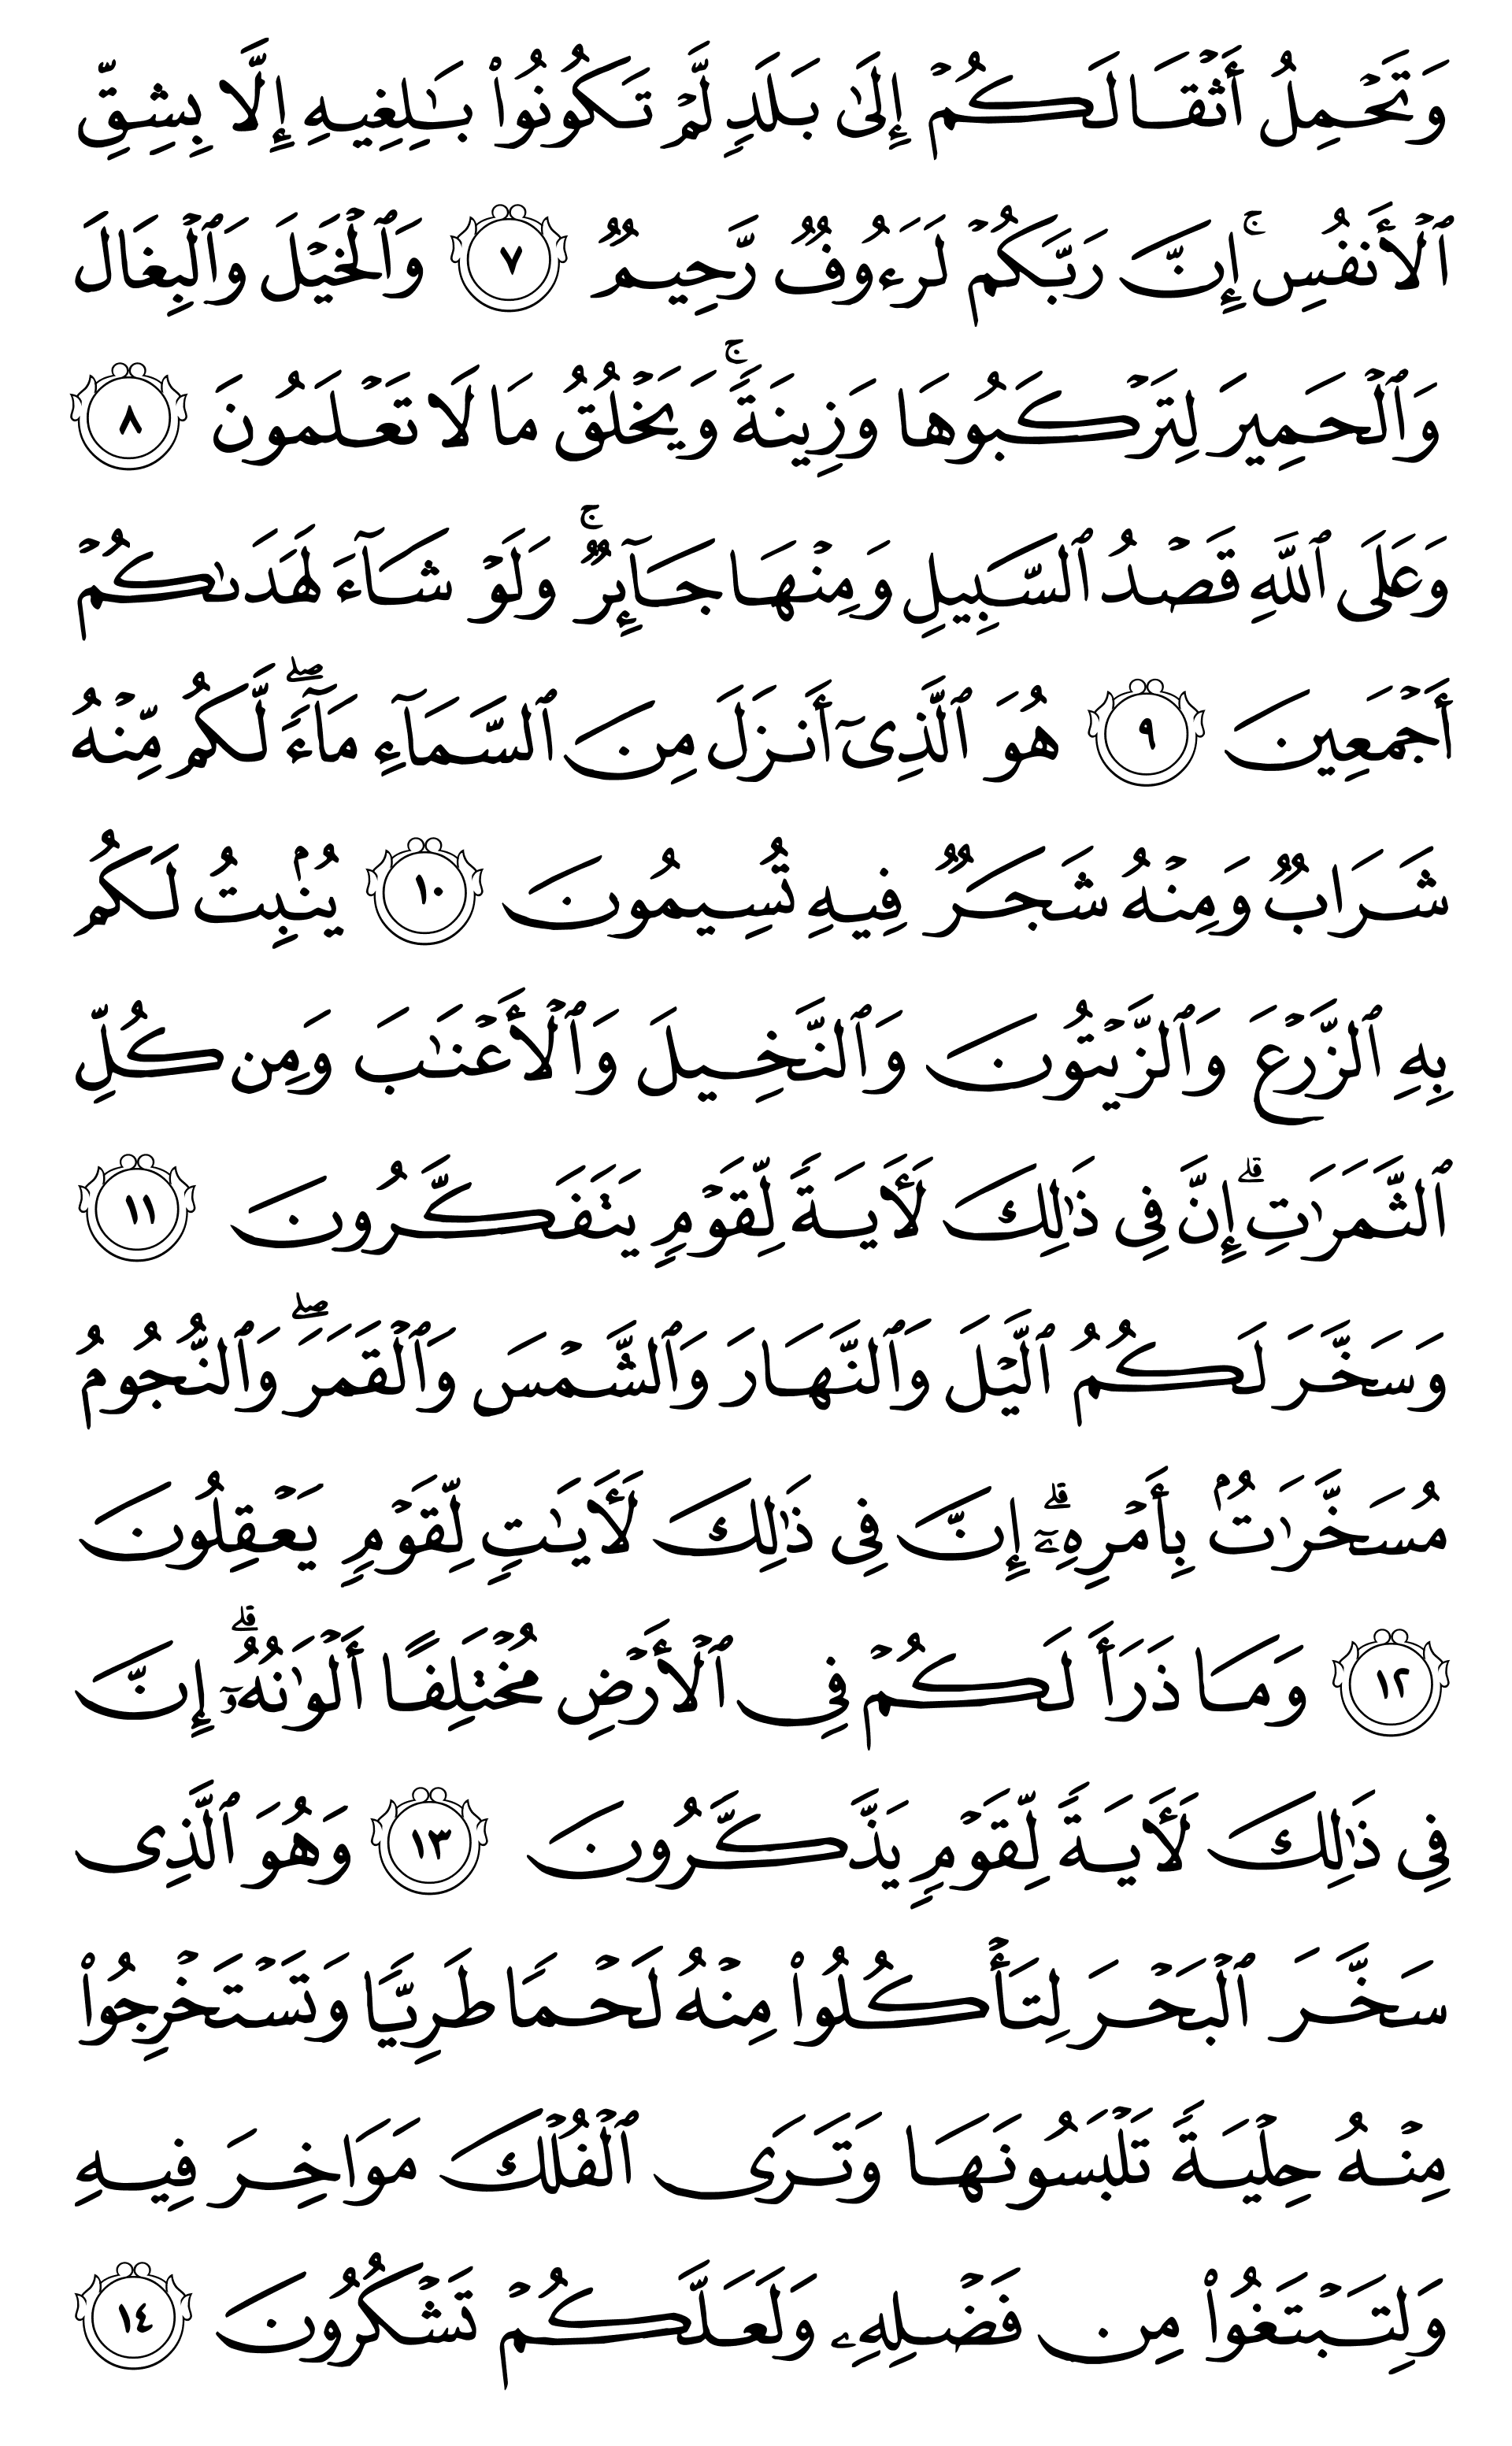 وَتَحْمِلُ أَثْقَالَكُمْ إِلَىٰ بَلَدٍ لَّمْ تَكُونُوا۟ بَـٰلِغِيهِ إِلَّا بِشِقِّ
ٱلْأَنفُسِ ۚ إِنَّ رَبَّكُمْ لَرَءُوفٌ رَّحِيمٌ ٧ وَٱلْخَيْلَ وَٱلْبِغَالَ
وَٱلْحَمِيرَ لِتَرْكَبُوهَا وَزِينَةً ۚ وَيَخْلُقُ مَا لَا تَعْلَمُونَ ٨
وَعَلَى ٱللَّهِ قَصْدُ ٱلسَّبِيلِ وَمِنْهَا جَآئِرٌ ۚ وَلَوْ شَآءَ لَهَدَىٰكُمْ
أَجْمَعِينَ ٩ هُوَ ٱلَّذِىٓ أَنزَلَ مِنَ ٱلسَّمَآءِ مَآءً ۖ لَّكُم مِّنْهُ
شَرَابٌ وَمِنْهُ شَجَرٌ فِيهِ تُسِيمُونَ ١٠ يُنۢبِتُ لَكُم
بِهِ ٱلزَّرْعَ وَٱلزَّيْتُونَ وَٱلنَّخِيلَ وَٱلْأَعْنَـٰبَ وَمِن كُلِّ
ٱلثَّمَرَٰتِ ۗ إِنَّ فِى ذَٰلِكَ لَـَٔايَةً لِّقَوْمٍ يَتَفَكَّرُونَ ١١
وَسَخَّرَ لَكُمُ ٱلَّيْلَ وَٱلنَّهَارَ وَٱلشَّمْسَ وَٱلْقَمَرَ ۖ وَٱلنُّجُومُ
مُسَخَّرَٰتٌۢ بِأَمْرِهِۦٓ ۗ إِنَّ فِى ذَٰلِكَ لَـَٔايَـٰتٍ لِّقَوْمٍ يَعْقِلُونَ
١٢ وَمَا ذَرَأَ لَكُمْ فِى ٱلْأَرْضِ مُخْتَلِفًا أَلْوَٰنُهُۥٓ ۗ إِنَّ
فِى ذَٰلِكَ لَـَٔايَةً لِّقَوْمٍ يَذَّكَّرُونَ ١٣ وَهُوَ ٱلَّذِى
سَخَّرَ ٱلْبَحْرَ لِتَأْكُلُوا۟ مِنْهُ لَحْمًا طَرِيًّا وَتَسْتَخْرِجُوا۟
مِنْهُ حِلْيَةً تَلْبَسُونَهَا وَتَرَى ٱلْفُلْكَ مَوَاخِرَ فِيهِ
وَلِتَبْتَغُوا۟ مِن فَضْلِهِۦ وَلَعَلَّكُمْ تَشْكُرُونَ ١٤